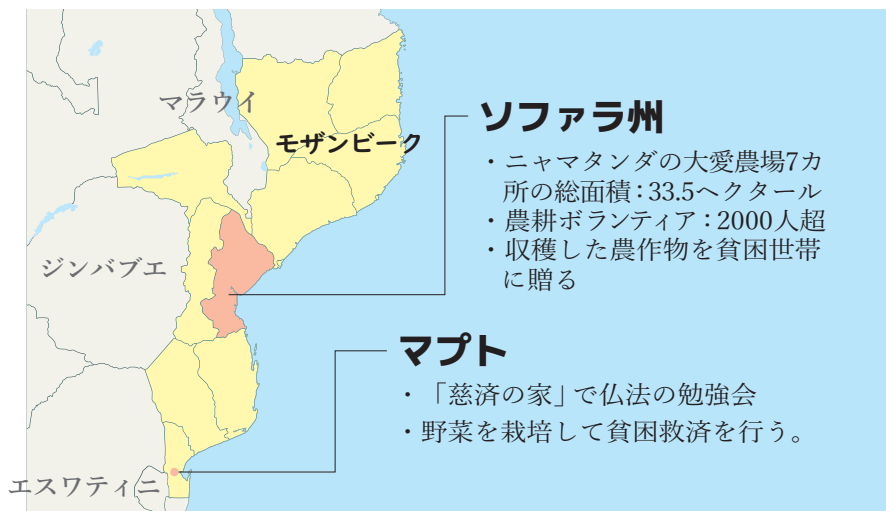 マラウイ
モザンビーク
ジンバブエ
エスワティニ
ソファラ州
・ニャマタンダの大愛農場7カ
所の総面積：33.5ヘクタール
・農耕ボランティア：2000人超
・収穫した農作物を貧困世帯
に贈る
マプト
・「慈済の家」で仏法の勉強会
・野菜を栽培して貧困救済を行う。